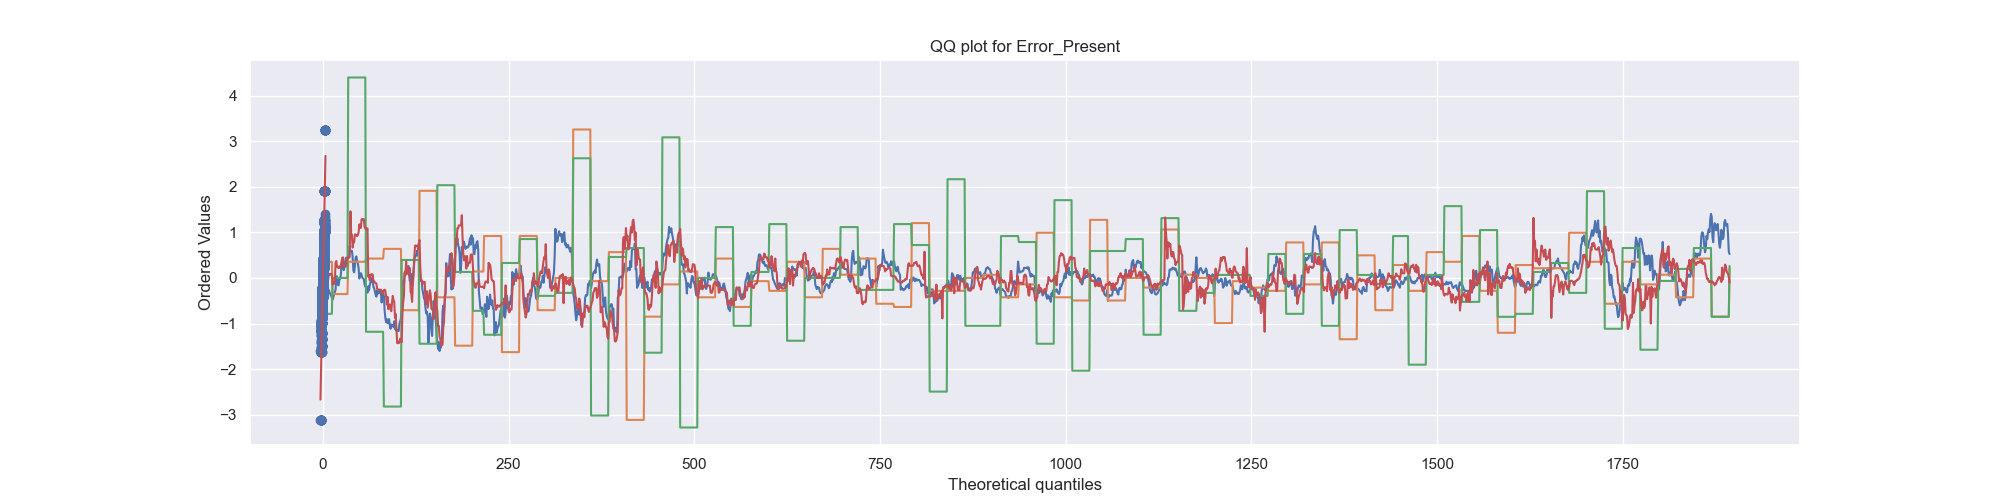 QQ plot for Error_Present
Ordered Values
4
3
2
1
0
−1
−2
−3
0 250 500 750 1000 1250 1500 1750
Theoretical quantiles